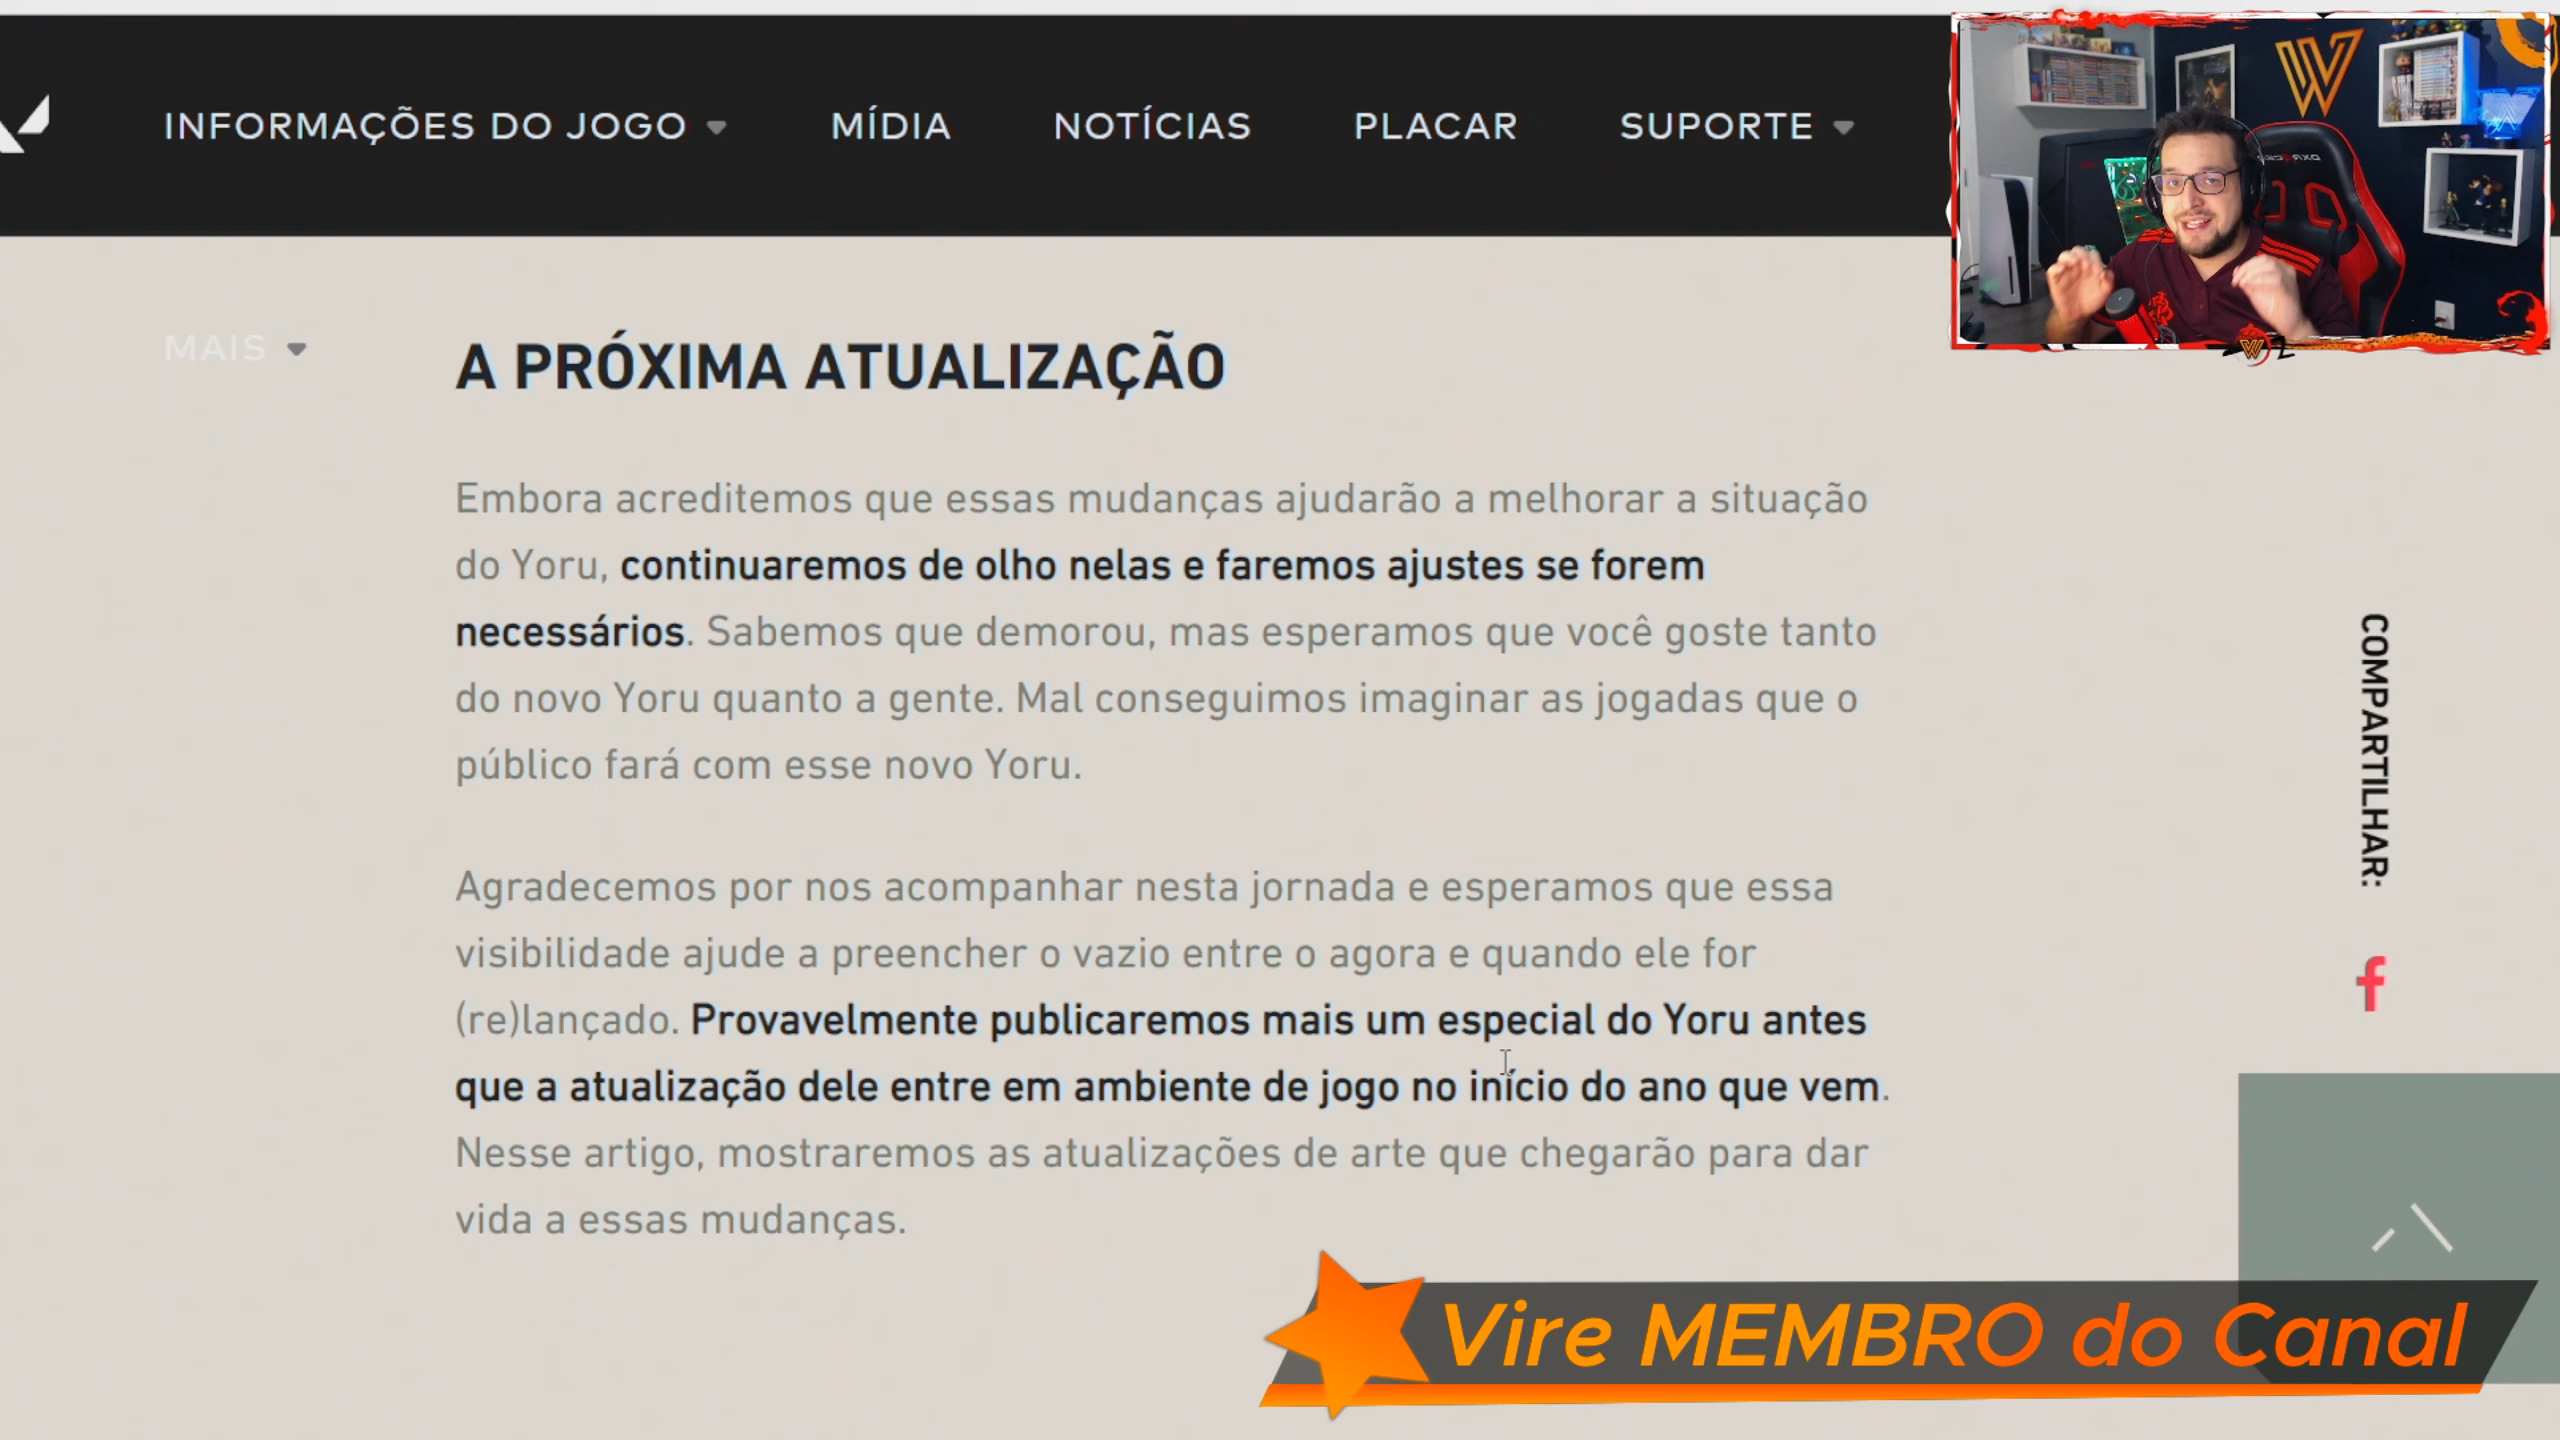 INFORMAÇÕES DO JOGO
MÍDIA
NOTÍCIAS
PLACAR
SUPORTE
MAIS
A PRÓXIMA ATUALIZAÇÃO
Embora acreditemos que essas mudanças ajudarão a melhorar a situação
do Yoru, continuaremos de olho nelas e faremos ajustes se forem
necessários. Sabemos que demorou, mas esperamos que você goste tanto
do novo Yoru quanto a gente. Mal conseguimos imaginar as jogadas que o
público fará com esse novo Yoru.
Agradecemos por nos acompanhar nesta jornada e esperamos que essa
visibilidade ajude a preencher o vazio entre o agora e quando ele for
(re)lançado. Provavelmente publicaremos mais um especial do Yoru antes
que a atualização dele entre em ambiente de jogo no início do ano que vem.
Nesse artigo, mostraremos as atualizações de arte que chegarão para dar
vida a essas mudanças.
COMPARTILHAR:
Vire MEMBRO do Canal